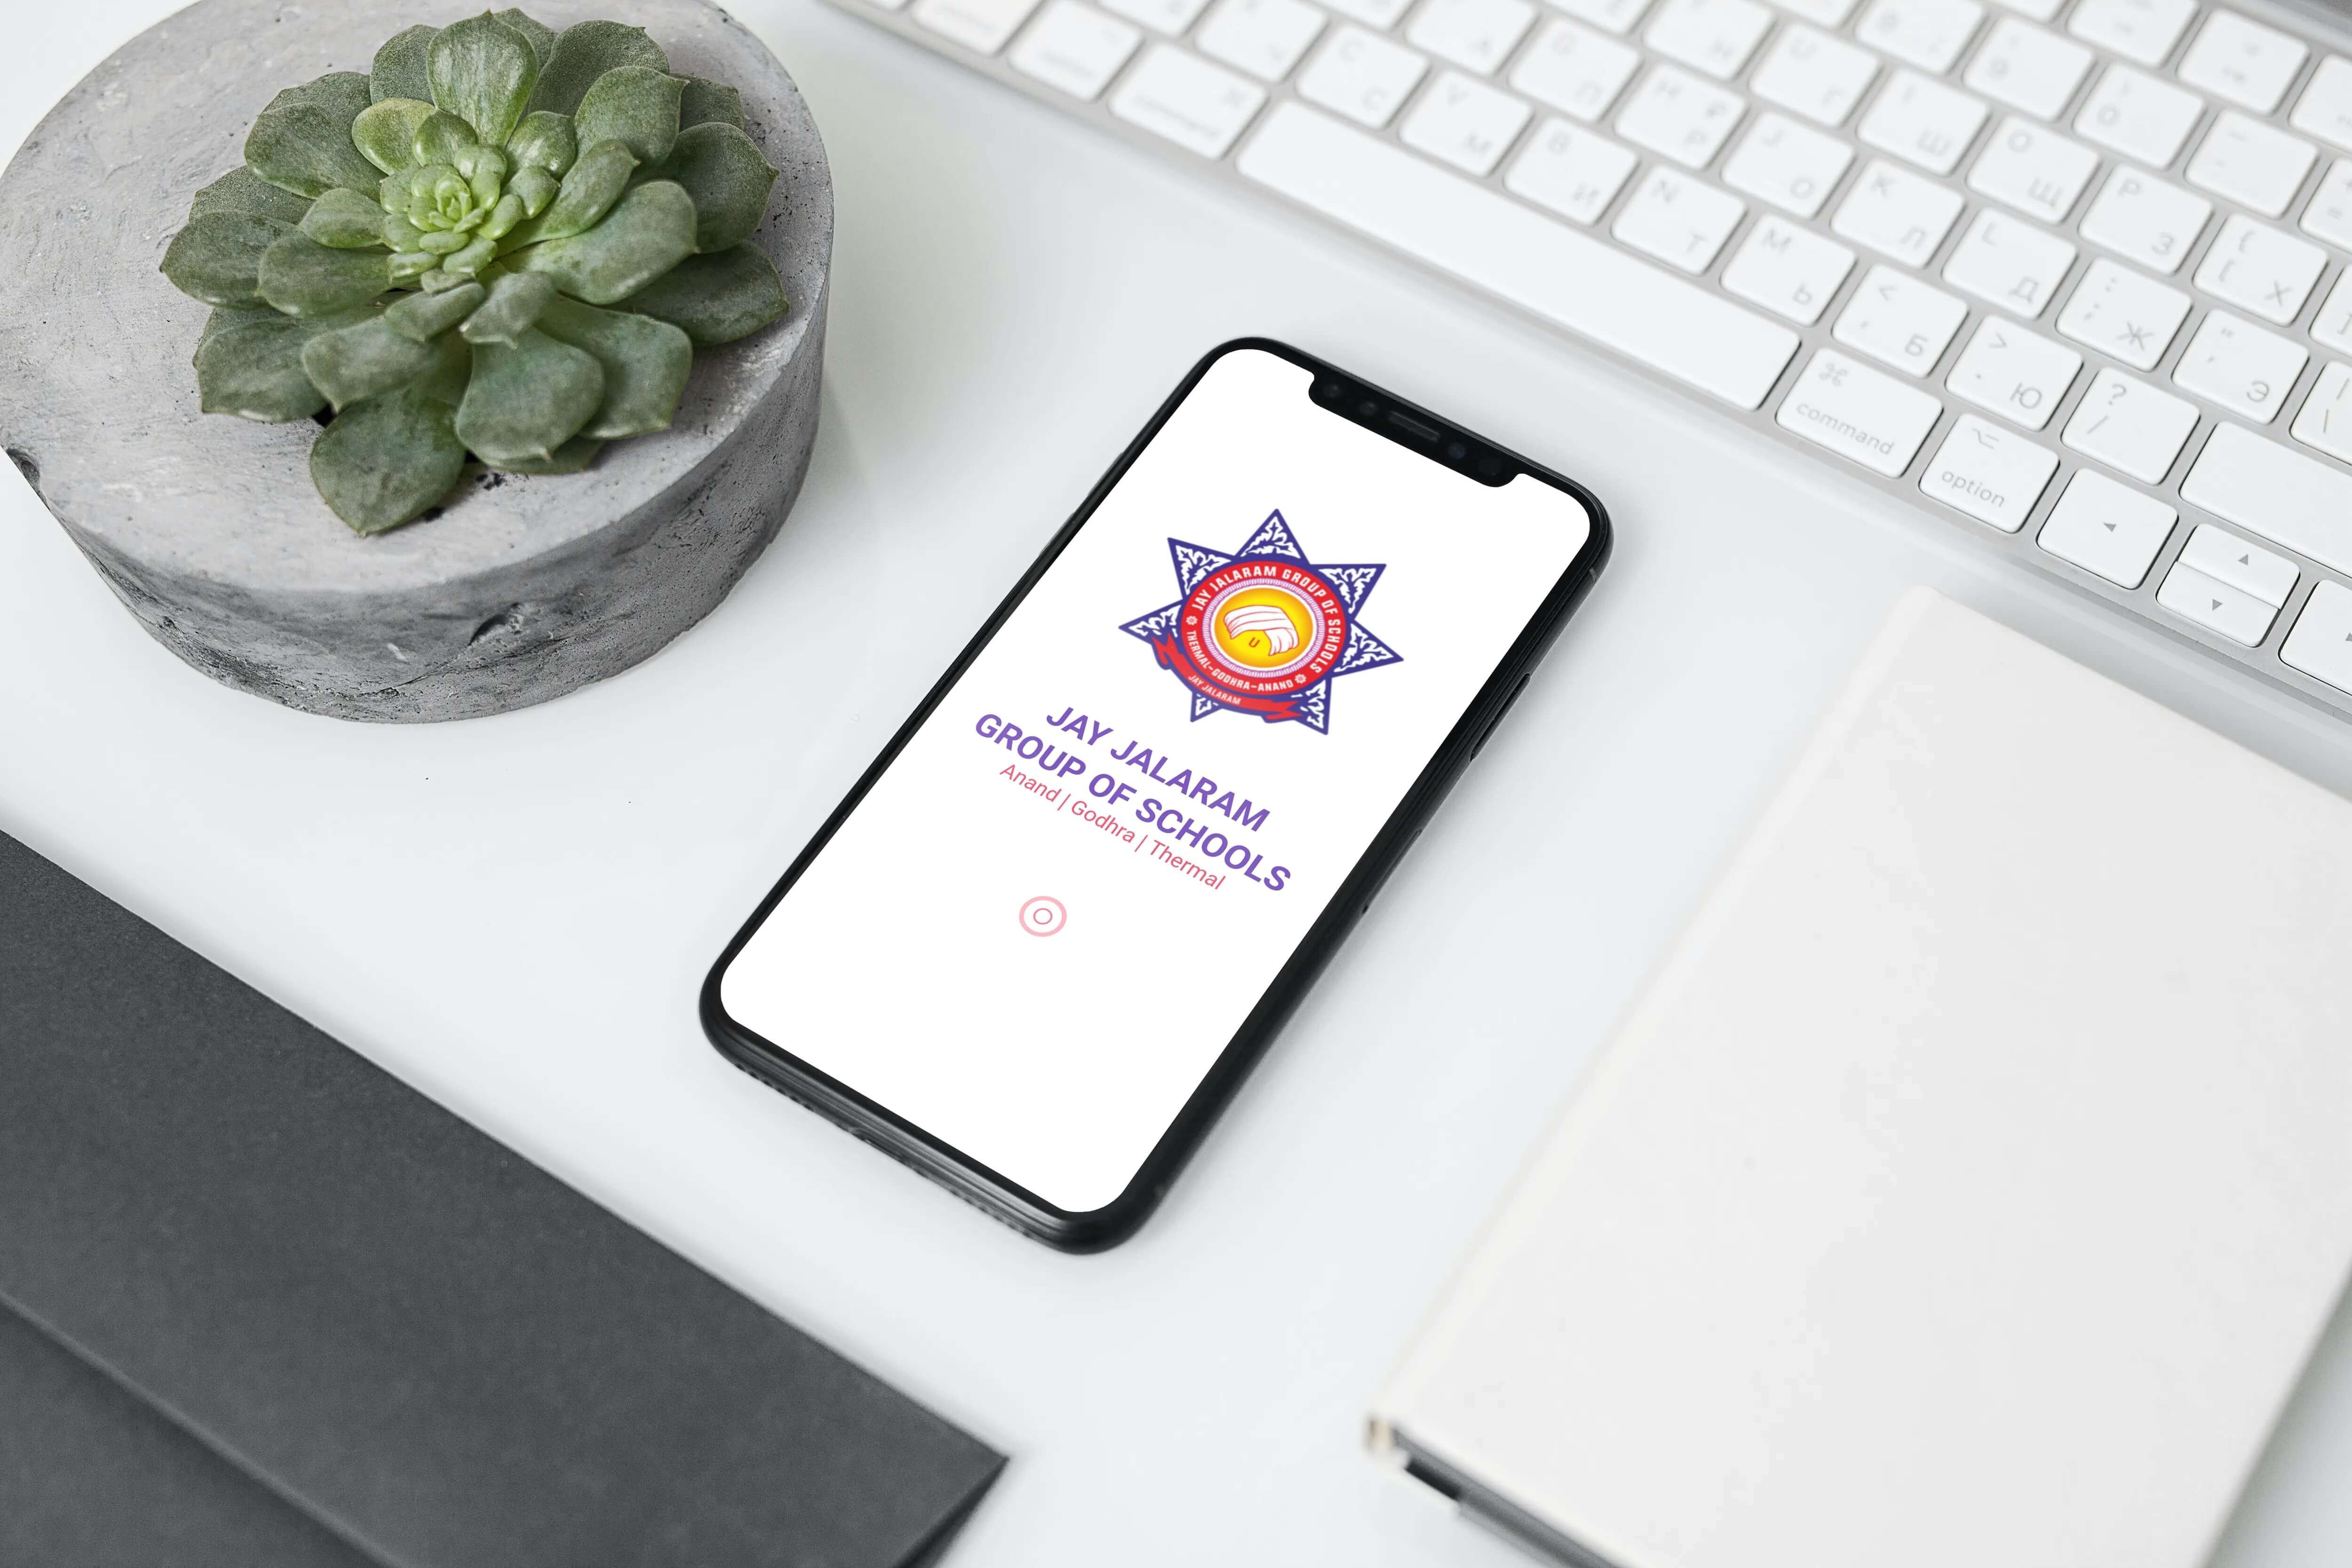 JAY JALARAM GROUP OF SCHOOLS
THERMAL-GODHRA-ANAND
JAY JALARAM
JAY JALARAM
GROUP OF SCHOOLS
Anand | Godhra | Thermal
C С
V М
B И
N Т
M Ь
H Р
J О
K Л
L Д
O Щ
P З
{ [ Х
: ; Ж
" ' Э
< , Б
> . Ю
? /
⌘
command
⌥
option
◄
▲
▼